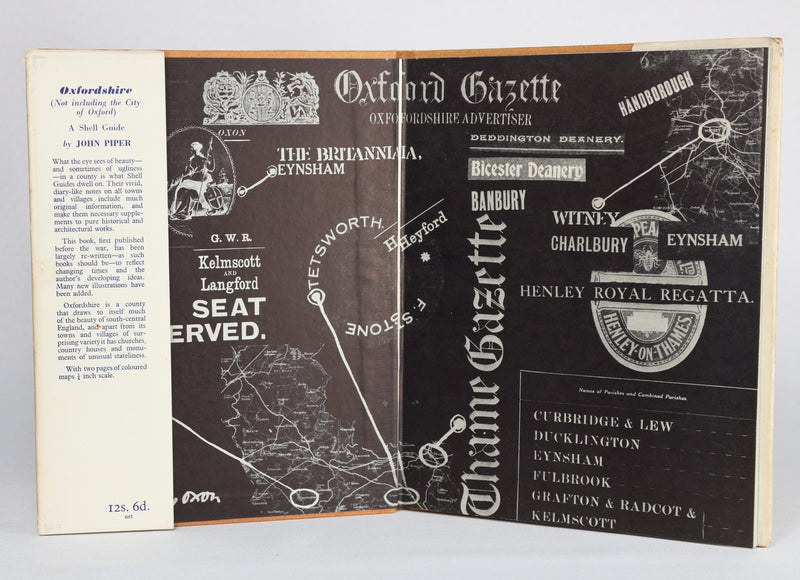 Oxfordshire
(Not including the City
of Oxford)
A Shell Guide
by JOHN PIPER
What the eye sees of beauty—
and sometimes of ugliness
—in a county is what Shell
Guides dwell on. Their vivid,
diary-like notes on all towns
and villages include much
original information, and
make them necessary supple-
ments to pure historical and
architectural works.
This book, first published
before the war, has been
largely re-written—as such
books should be—to reflect
changing times and the
author's developing ideas.
Many new illustrations have
been added.
Oxfordshire is a county
that draws to itself much
of the beauty of south-central
England, and apart from its
towns and villages of sur-
prising variety it has churches,
country houses and monu-
ments of unusual stateliness.
With two pages of coloured
maps ¼ inch scale.
12s. 6d.
net
OXON
THE BRITANNIAIA,
EYNSHAM
G. W. R.
Kelmscott
AND
Langford
SEAT
ERVED.
Oxon
TETSWORTH.
HHeyford
Oxfoord Gazette
OXFOFORDSHIRE ADVERTISER
DEDDINGTON DEANERY.
Bicester Deanery
BANBURY
Thame Gazette
HANDBOROUGH
WITNEY
CHARLBURY
PEA
EYNSHAM
HENLEY ROYAL REGATTA.
HENLEY-ON-THAMES
Names of Parishes and Combined Parishes.
CURBRIDGE & LEW
DUCKLINGTON
EYNSHAM
FULBROOK
GRAFTON & RADCOT &
KELMSCOTT